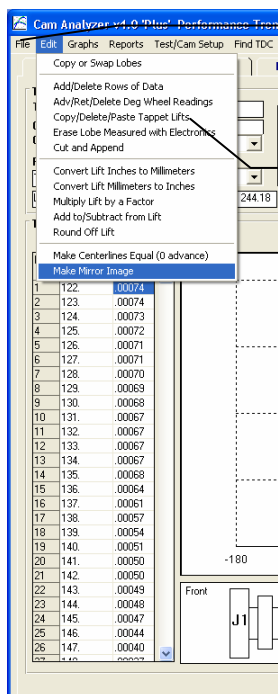 Cam Analyzer v4.0 'Plus' Performance Tren
File Edit Graphs Reports Test/Cam Setup Find TDC
Copy or Swap Lobes
Add/Delete Rows of Data
Adv/Ret/Delete Deg Wheel Readings
Copy/Delete/Paste Tappet Lifts
Erase Lobe Measured with Electronics
Cut and Append
Convert Lift Inches to Millimeters
Convert Lift Millimeters to Inches
244.18
Multiply Lift by a Factor
Add to/Subtract from Lift
Round Off Lift
Make Centerlines Equal (0 advance)
Make Mirror Image
1 122. .00074
2 123. .00074
3 124. .00073
4 125. .00072
5 126. .00071
6 127. .00071
7 128. .00070
8 129. .00069
9 130. .00068
10 131. .00067
11 132. .00067
12 133. .00067
13 134. .00067
14 135. .00068
15 136. .00064
16 137. .00061
17 138. .00057
18 139. .00054
19 140. .00051
20 141. .00050
-180
21 142. .00050
22 143. .00049
Front
23 144. .00048
24 145. .00047
J1
25 146. .00044
26 147. .00040